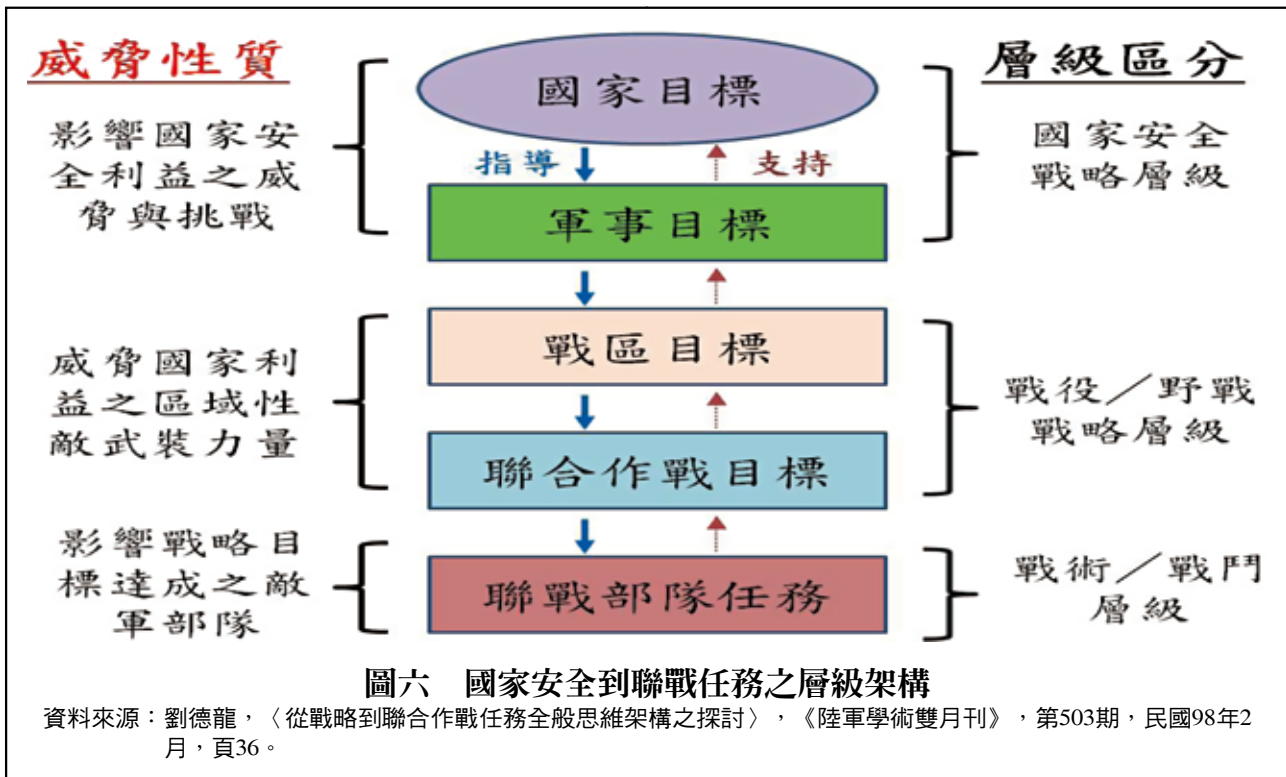 威脅性質
層級區分
國家目標
影響國家安
全利益之威
脅與挑戰
國家安全
戰略層級
指導
支持
軍事目標
戰區目標
威脅國家利
益之區域性
敵武裝力量
戰役／野戰
戰略層級
聯合作戰目標
影響戰略目
標達成之敵
軍部隊
聯戰部隊任務
戰術／戰鬥
層級
圖六　國家安全到聯戰任務之層級架構
資料來源：劉德龍，〈從戰略到聯合作戰任務全般思維架構之探討〉，《陸軍學術雙月刊》，第503期，民國98年2
月，頁36。